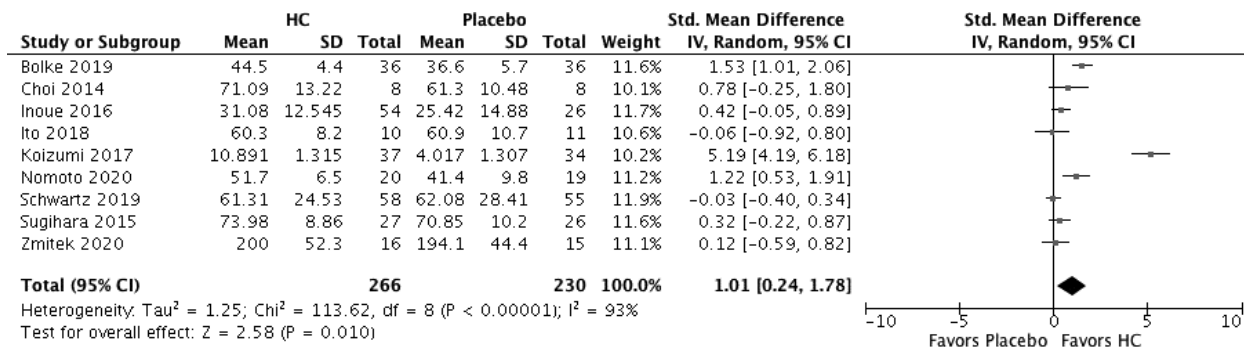 HC Placebo Std. Mean Difference Std. Mean Difference
Study or Subgroup Mean SD Total Mean SD Total Weight IV, Random, 95% CI IV, Random, 95% CI
Bolke 2019 44.5 4.4 36 36.6 5.7 36 11.6% 1.53 [1.01, 2.06]
Choi 2014 71.09 13.22 8 61.3 10.48 8 10.1% 0.78 [-0.25, 1.80]
Inoue 2016 31.08 12.545 54 25.42 14.88 26 11.7% 0.42 [-0.05, 0.89]
Ito 2018 60.3 8.2 10 60.9 10.7 11 10.6% -0.06 [-0.92, 0.80]
Koizumi 2017 10.891 1.315 37 4.017 1.307 34 10.2% 5.19 [4.19, 6.18]
Nomoto 2020 51.7 6.5 20 41.4 9.8 19 11.2% 1.22 [0.53, 1.91]
Schwartz 2019 61.31 24.53 58 62.08 28.41 55 11.9% -0.03 [-0.40, 0.34]
Sugihara 2015 73.98 8.86 27 70.85 10.2 26 11.6% 0.32 [-0.22, 0.87]
Zmitek 2020 200 52.3 16 194.1 44.4 15 11.1% 0.12 [-0.59, 0.82]
Total (95% CI) 266 230 100.0% 1.01 [0.24, 1.78]
Heterogeneity: Tau² = 1.25; Chi² = 113.62, df = 8 (P < 0.00001); I² = 93%
Test for overall effect: Z = 2.58 (P = 0.010)
-10 -5 0 5 10
Favors Placebo Favors HC